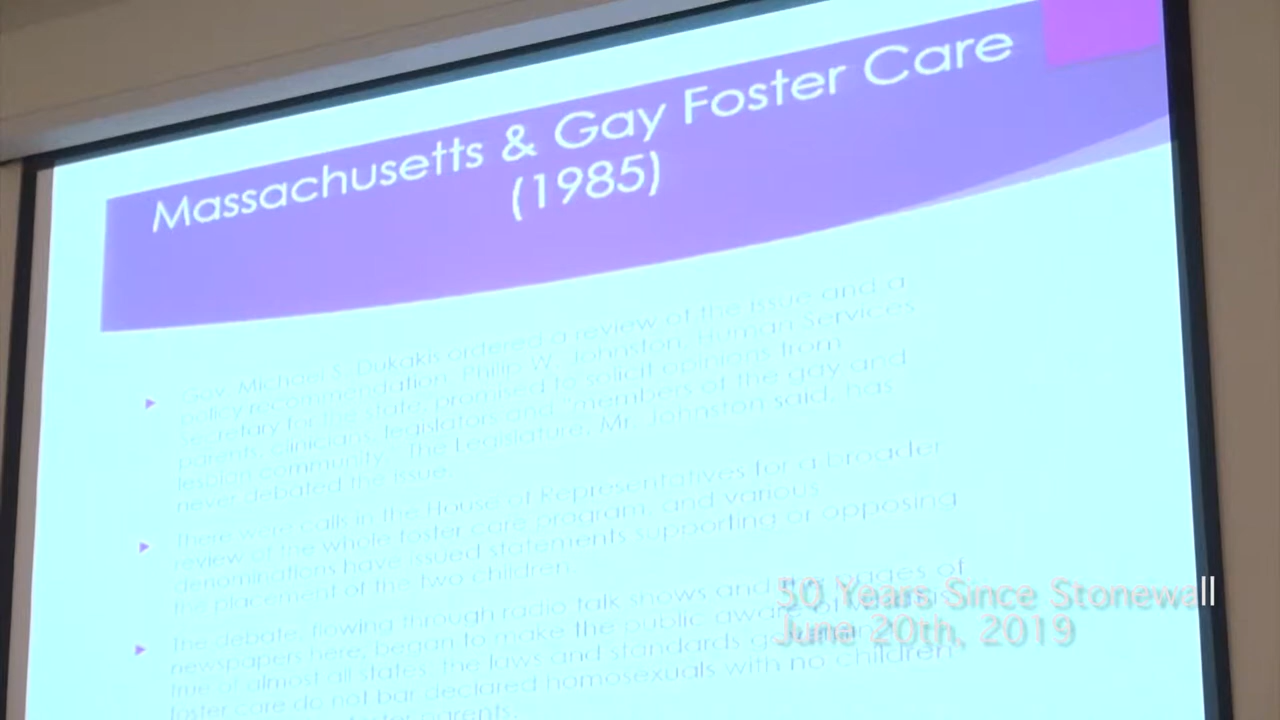 Massachusetts & Gay Foster Care
(1985)
Gov. Michael S. Dukakis ordered a review of the issue and a
policy recommendation. Philip W. Johnston, Human Services
secretary for the state, promised to solicit opinions from
parents, clinicians, legislators and "members of the gay and
lesbian community." The Legislature, Mr. Johnston said, has
never debated the issue.
There were calls in the House of Representatives for a broader
review of the whole foster care program, and various
denominations have issued statements supporting or opposing
the placement of the two children.
The debate, flowing through radio talk shows and the pages of
newspapers here, began to make the public aware of
true of almost all states: the laws and standards
foster care do not bar declared homosexuals with no children
foster parents.
50 Years Since Stonewall
June 20th, 2019